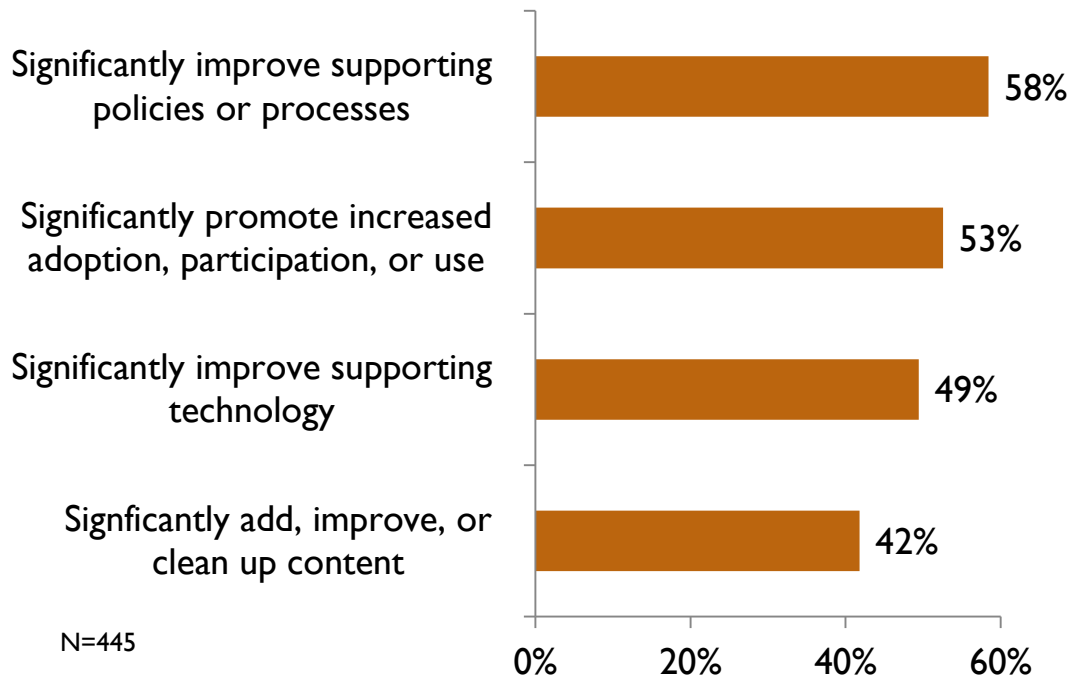 Significantly improve supporting
policies or processes
58%
Significantly promote increased
adoption, participation, or use
53%
Significantly improve supporting
technology
49%
Signficantly add, improve, or
clean up content
42%
N=445
0%
20%
40%
60%